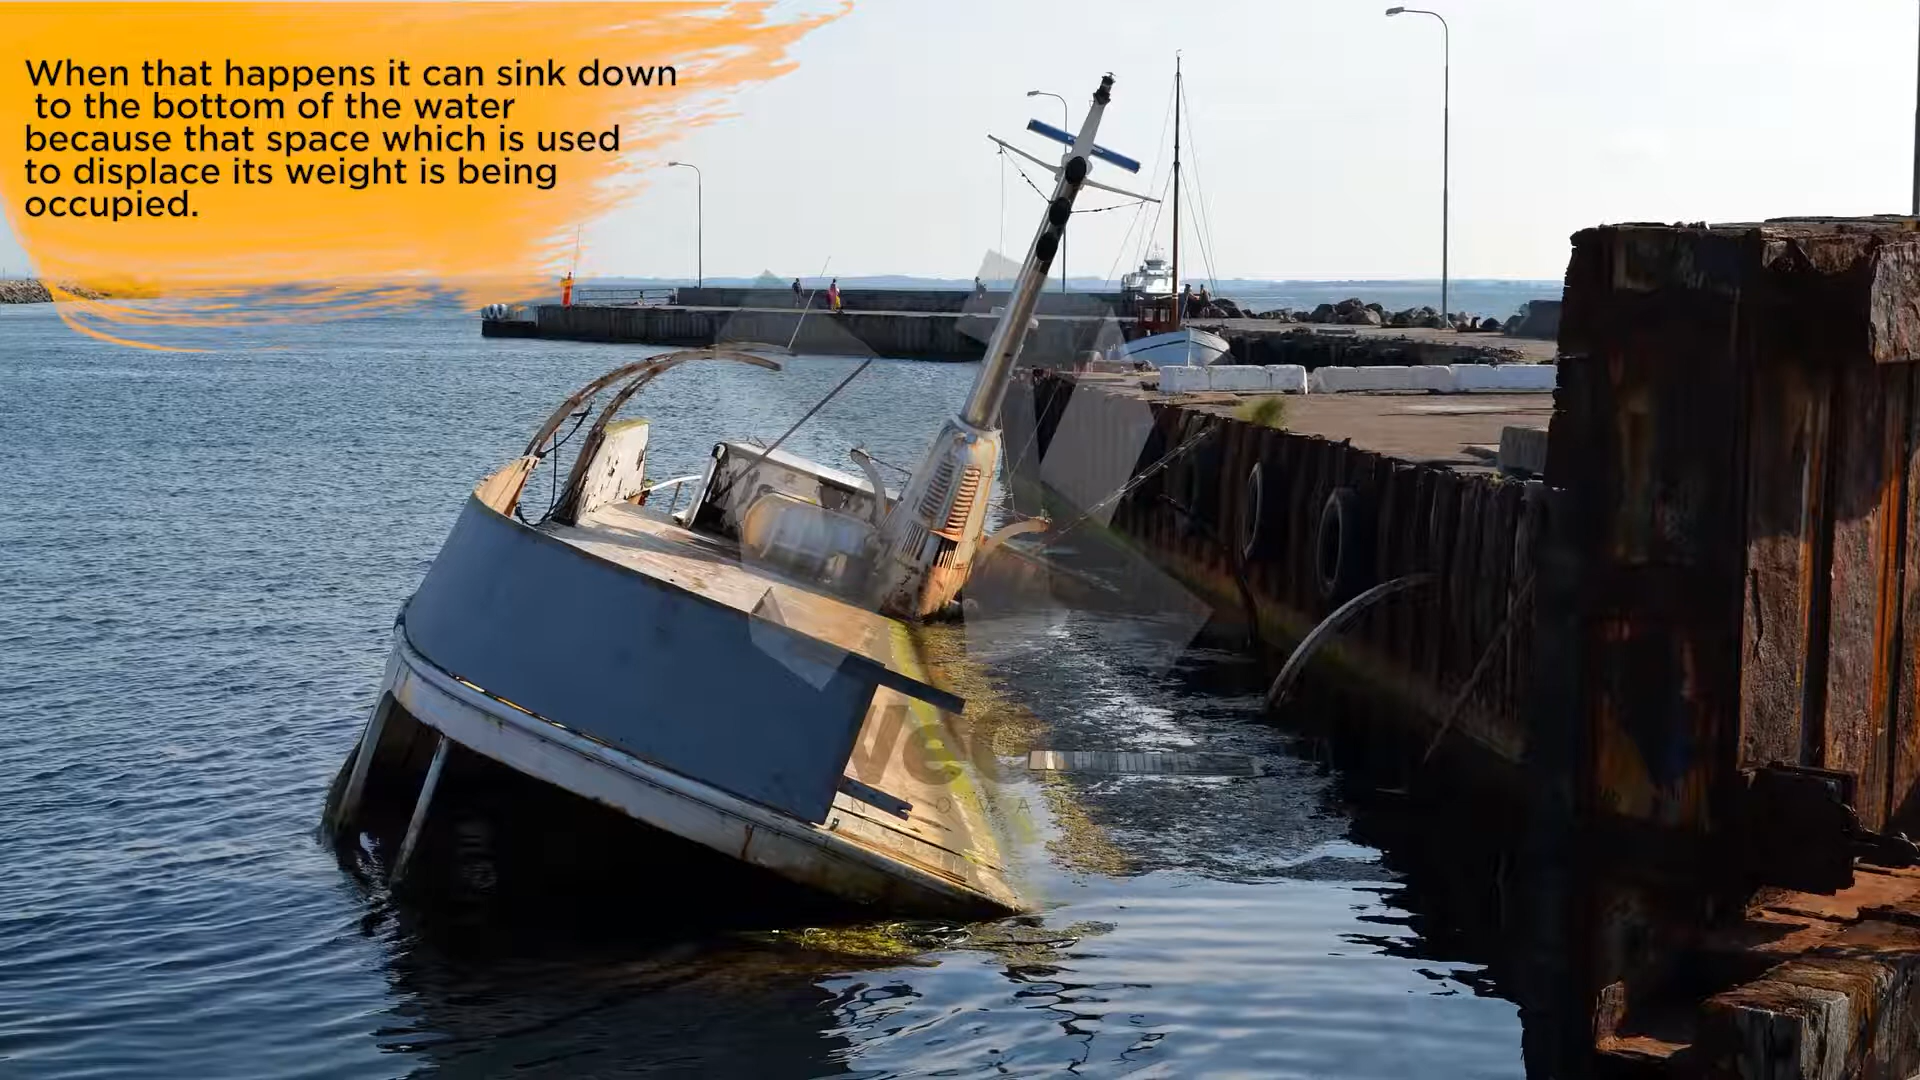 When that happens it can sink down
to the bottom of the water
because that space which is used
to displace its weight is being
occupied.